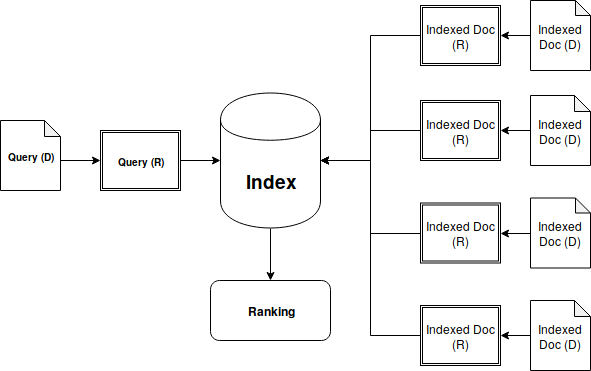 Indexed Doc
(R)
Indexed
Doc (D)
Indexed Doc
(R)
Indexed
Doc (D)
Query (D)
Query (R)
Index
Indexed Doc
(R)
Indexed
Doc (D)
Ranking
Indexed Doc
(R)
Indexed
Doc (D)